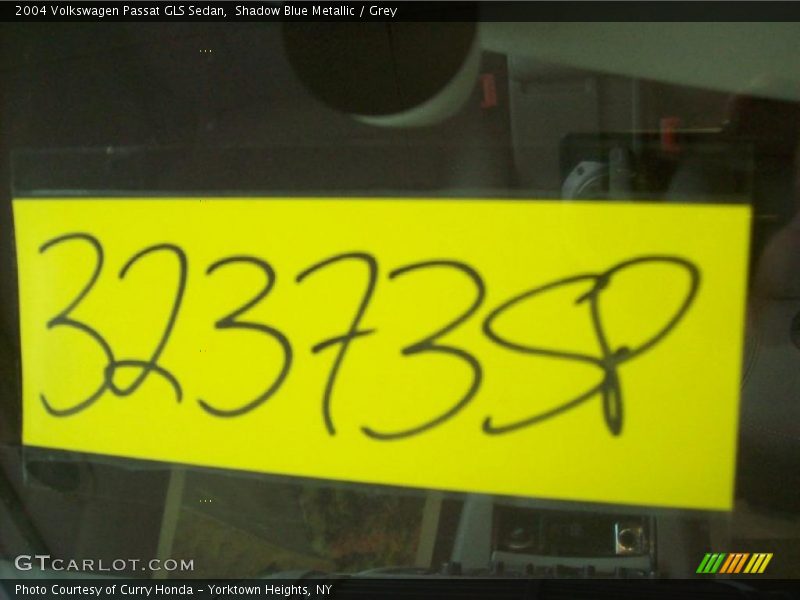 2004 Volkswagen Passat GLS Sedan,  Shadow Blue Metallic / Grey
32373SP
GTCARLOT.COM
Photo Courtesy of Curry Honda - Yorktown Heights, NY